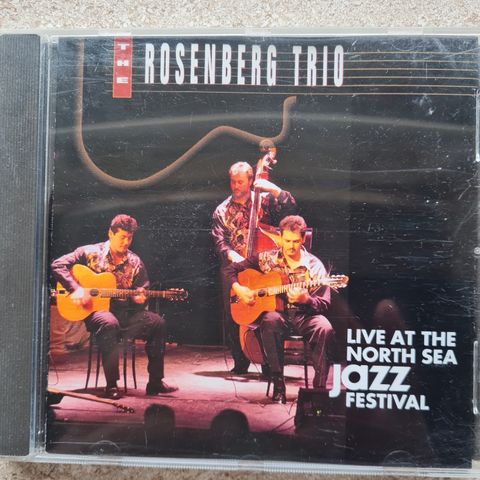 THE
ROSENBERG TRIO
LIVE AT THE
NORTH SEA
jazz
FESTIVAL